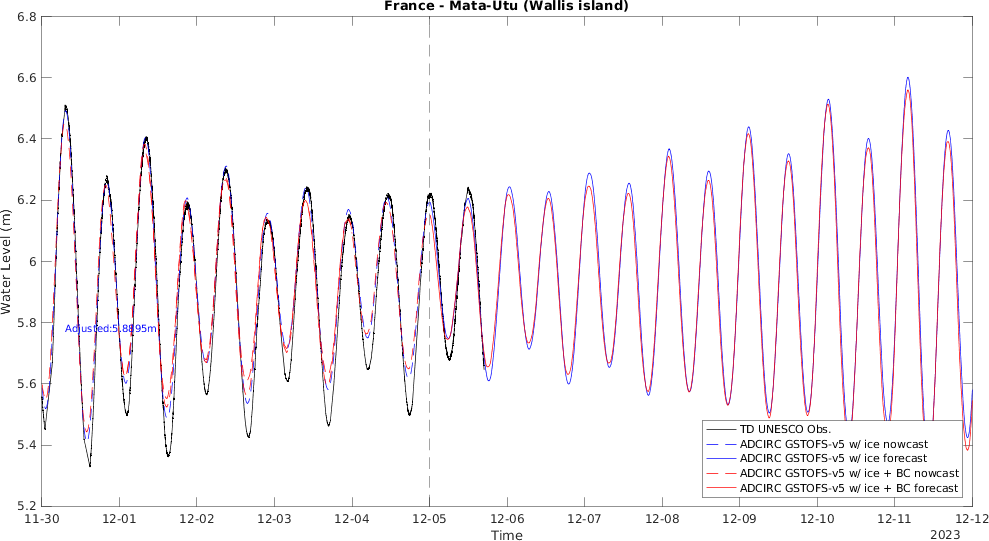 France - Mata-Utu (Wallis island)
6.8
6.6
6.4
6.2
6
5.8
5.6
5.4
5.2
Water Level (m)
Adjusted:5.8895m
TD UNESCO Obs.
ADCIRC GSTOFS-v5 w/ ice nowcast
ADCIRC GSTOFS-v5 w/ ice forecast
ADCIRC GSTOFS-v5 w/ ice + BC nowcast
ADCIRC GSTOFS-v5 w/ ice + BC forecast
11-30 12-01 12-02 12-03 12-04 12-05 12-06 12-07 12-08 12-09 12-10 12-11 12-12
Time
2023